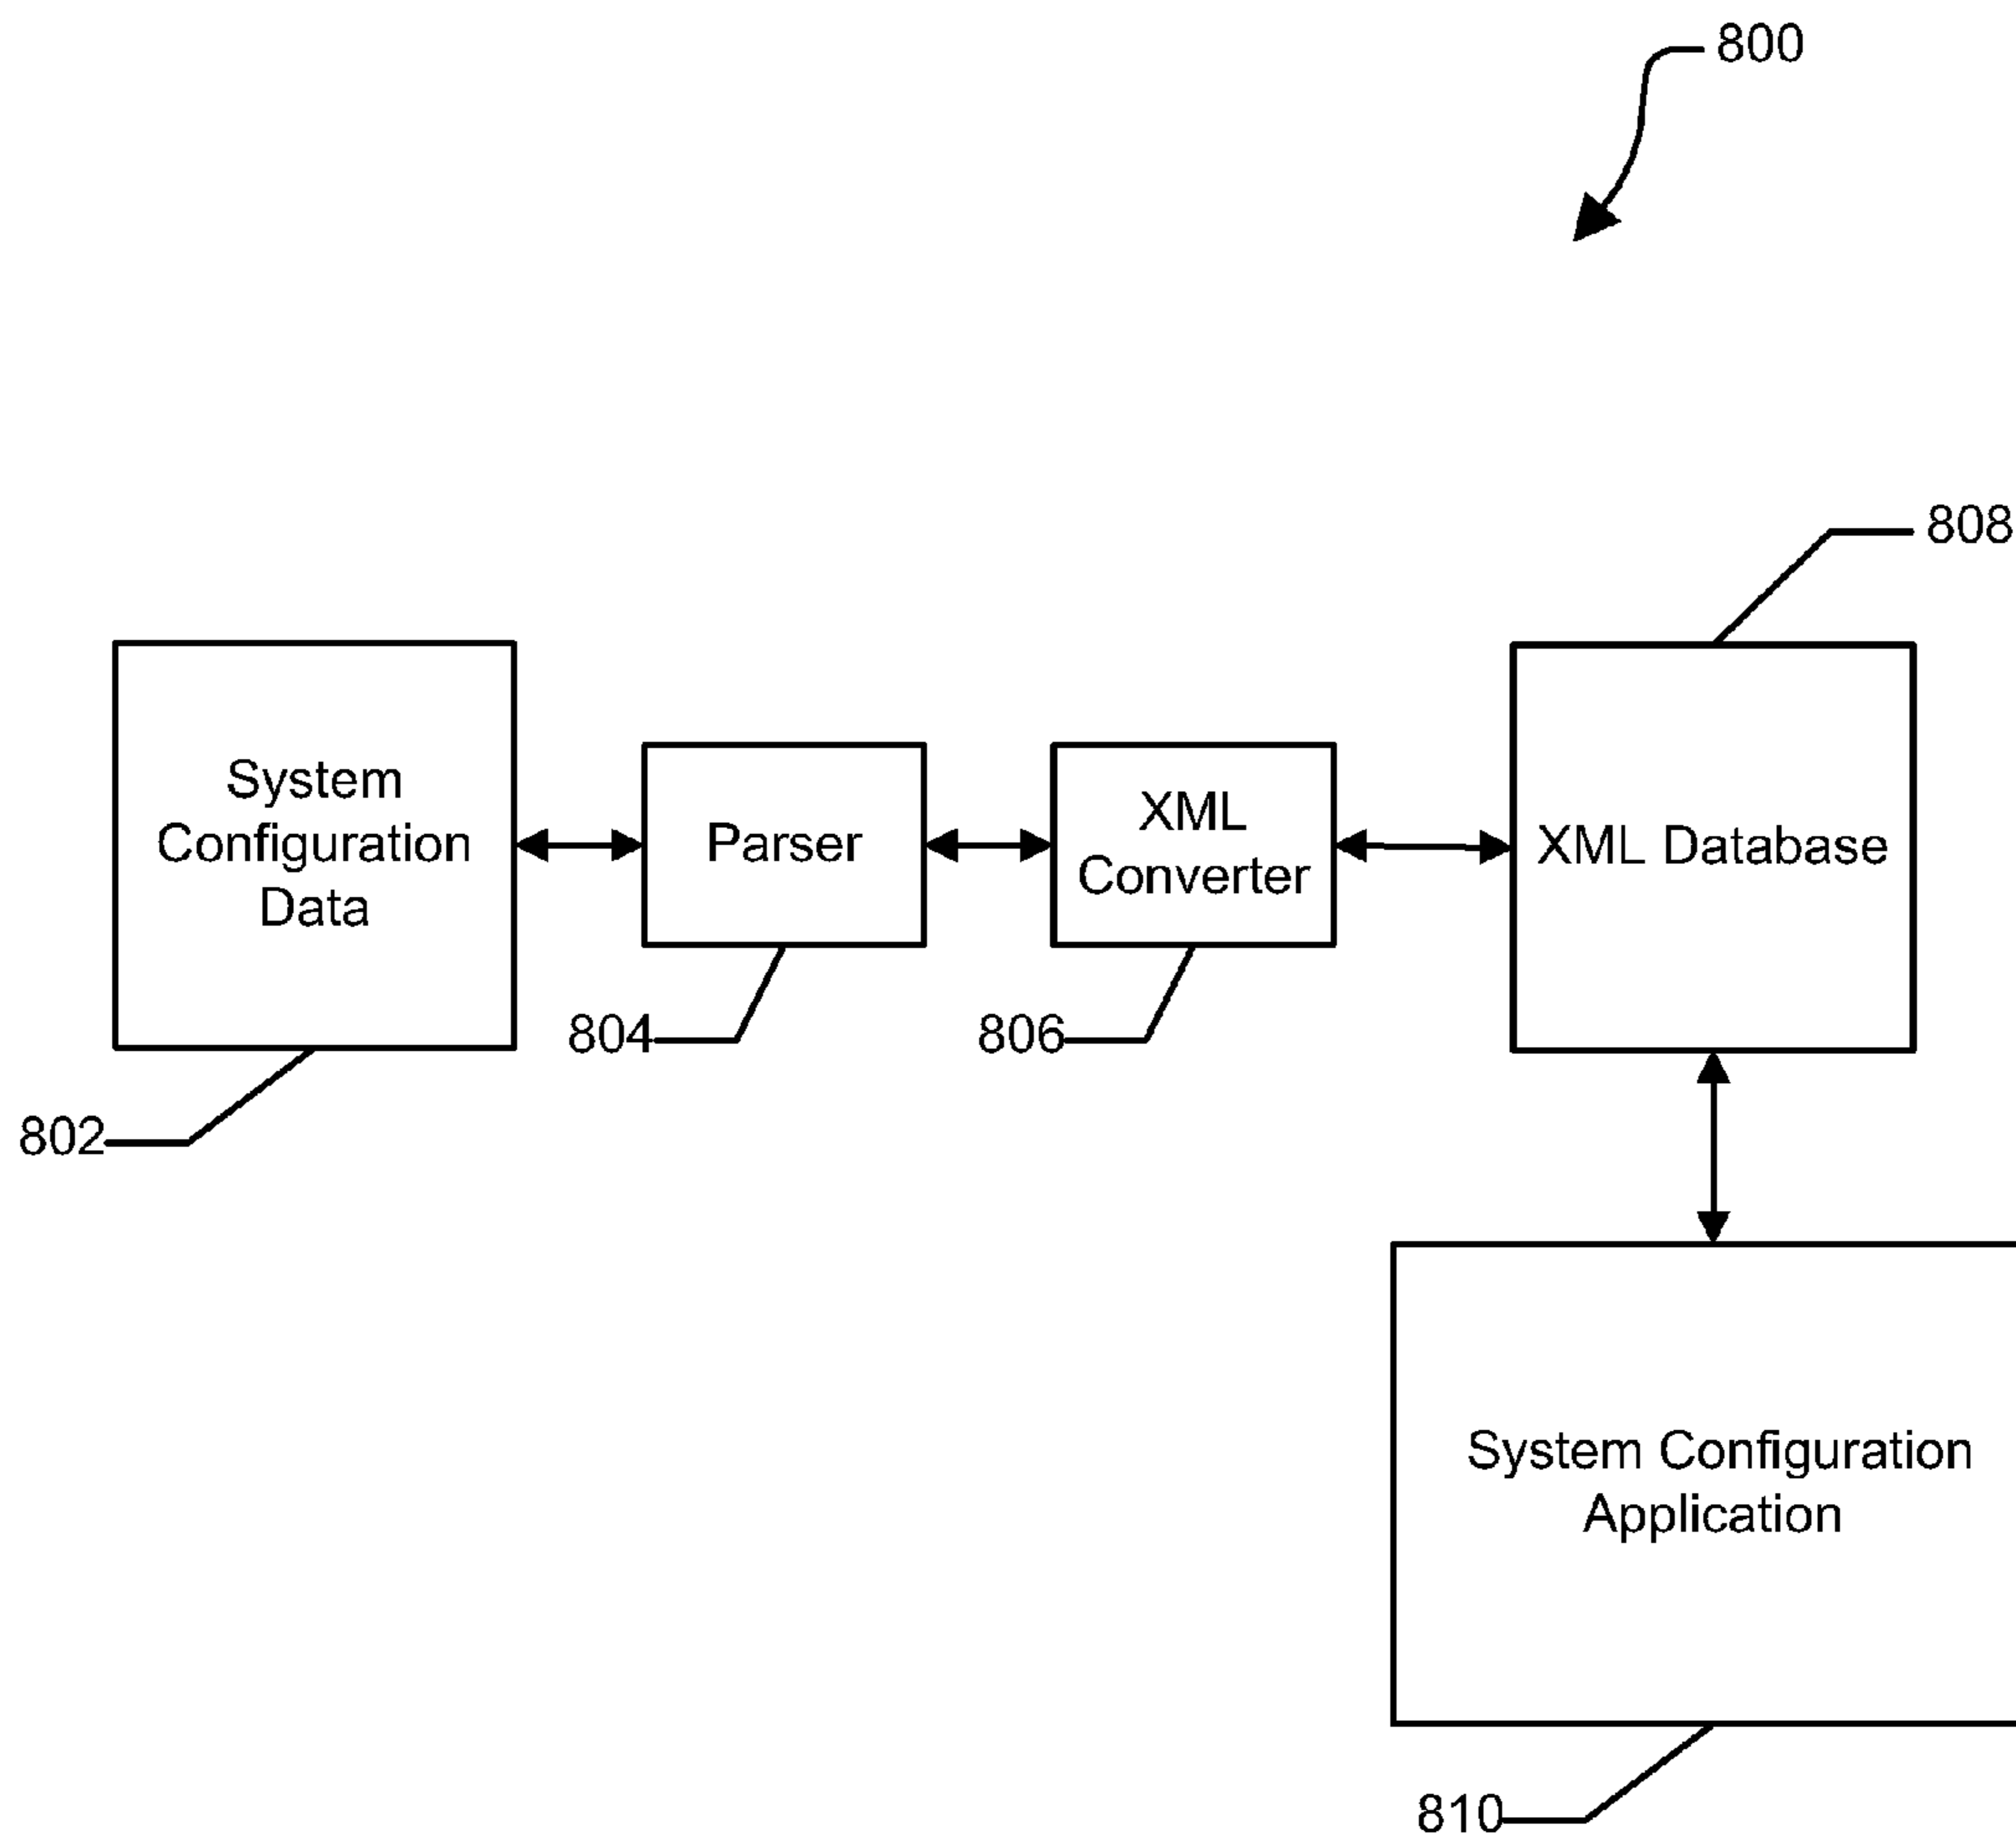 800
808
System
Configuration
Data
Parser
XML
Converter
XML Database
804
806
802
System Configuration
Application
810